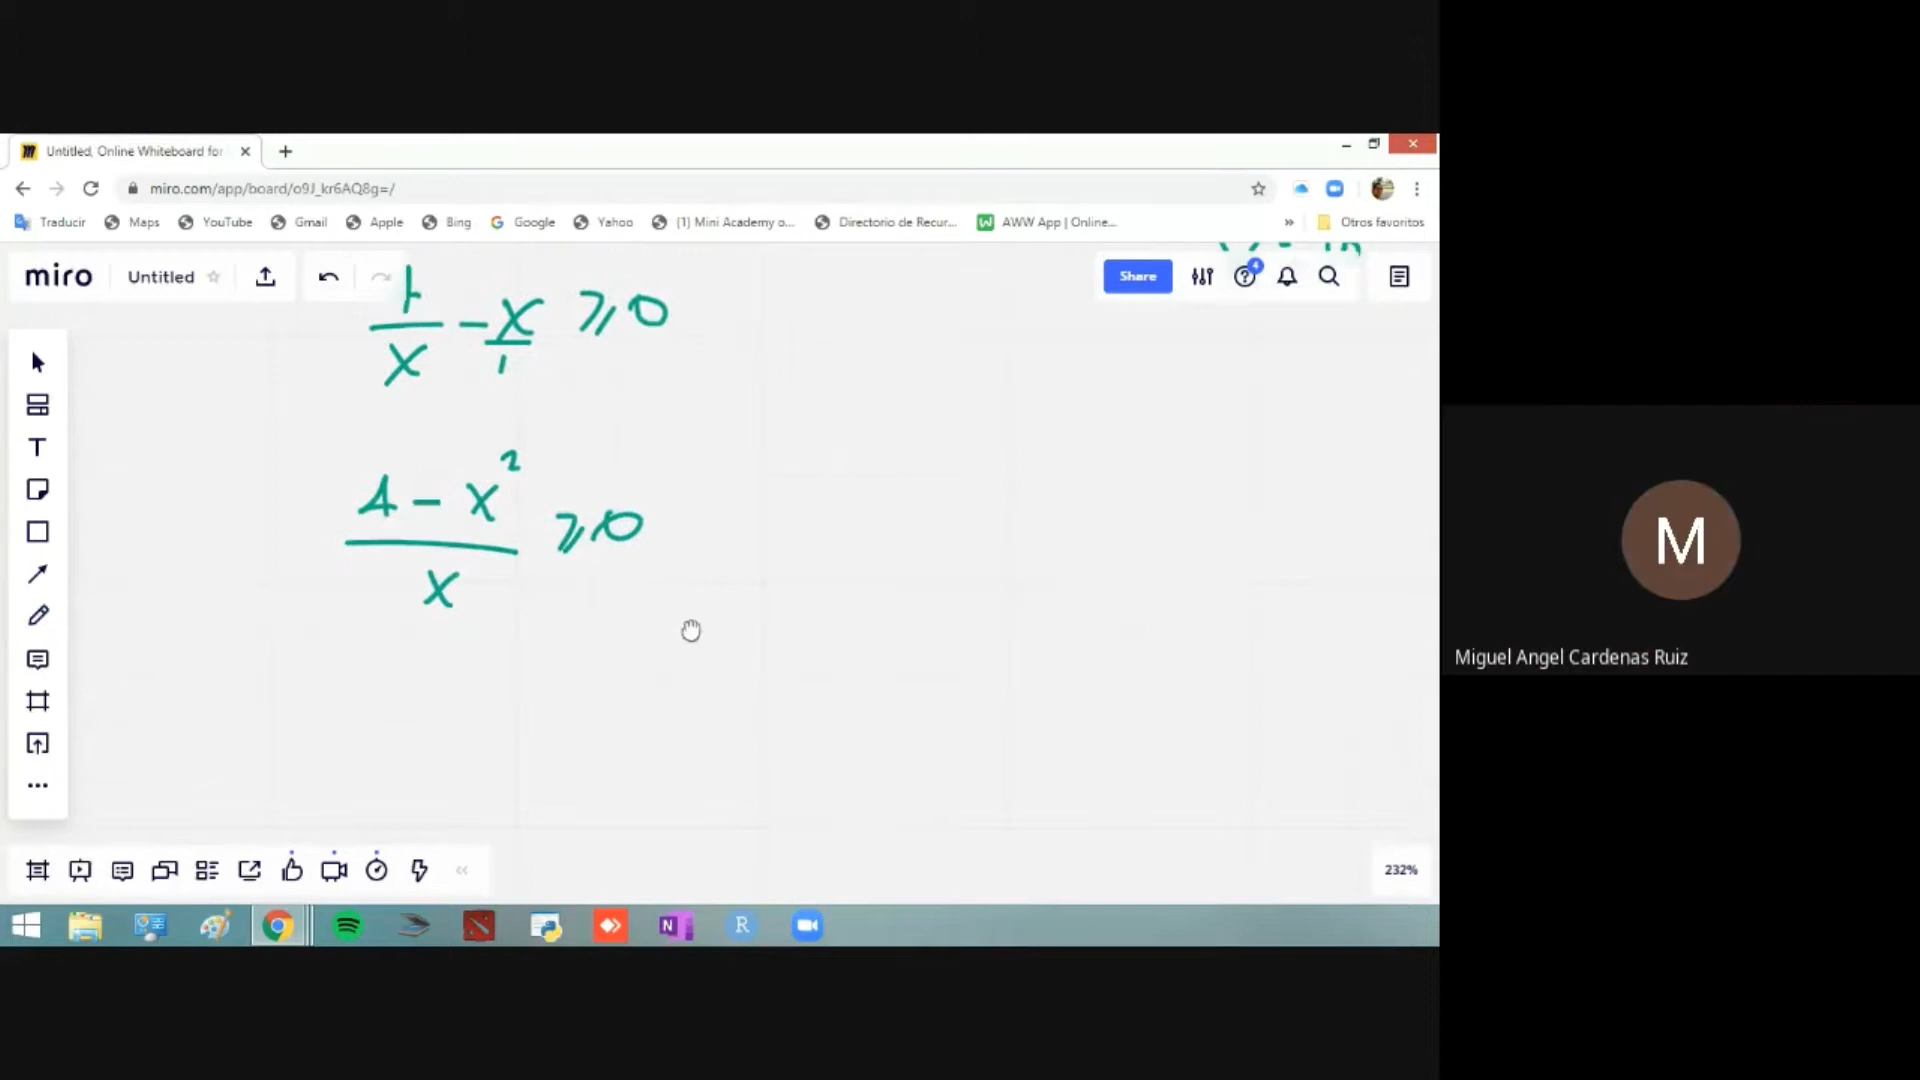 Untitled, Online Whiteboard for
miro.com/app/board/o9J_kr6AQ8g=/
Traducir Maps YouTube Gmail Apple Bing Google Yahoo (1) Mini Academy o... Directorio de Recur... AWW App | Online... » Otros favoritos
miro Untitled Share 4
1/x - x/1 ⩾ 0
(1 - x²)/x ⩾ 0
T
M
Miguel Angel Cardenas Ruiz
232%
N R